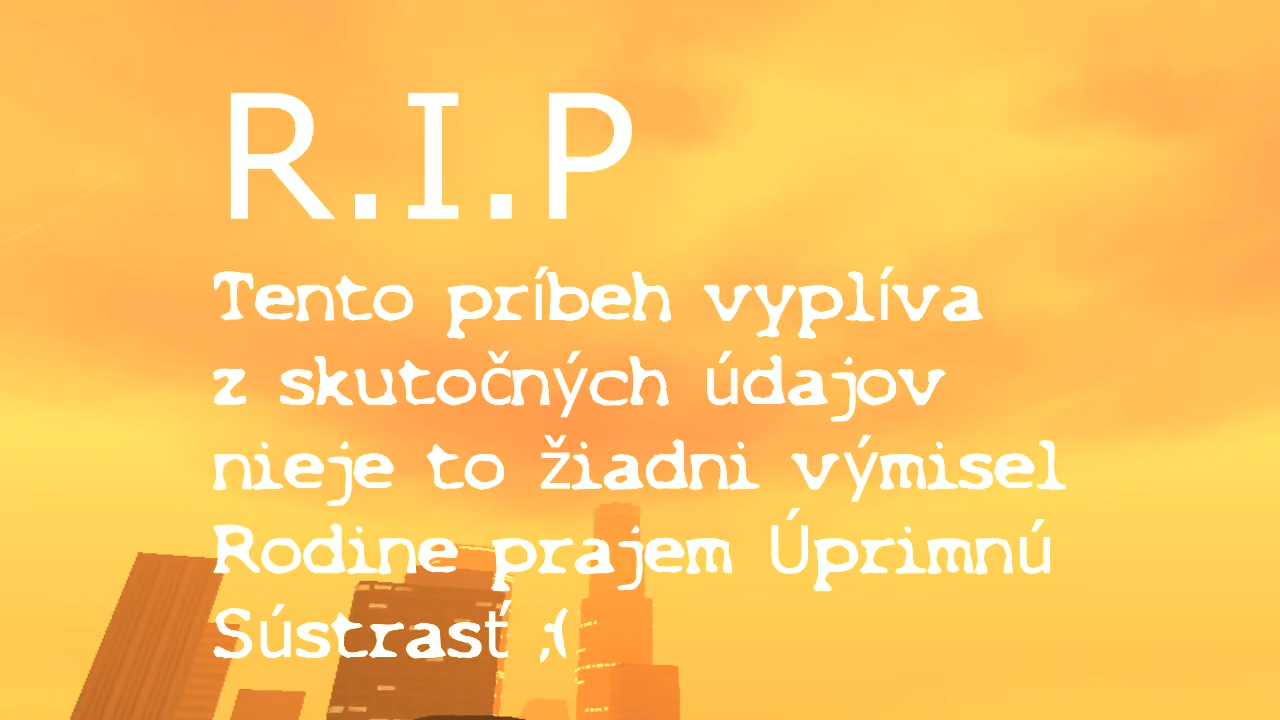 R.I.P
Tento príbeh vyplíva
z skutočných údajov
nieje to žiadni výmisel
Rodine prajem Úprimnú
Sústrasť ;(